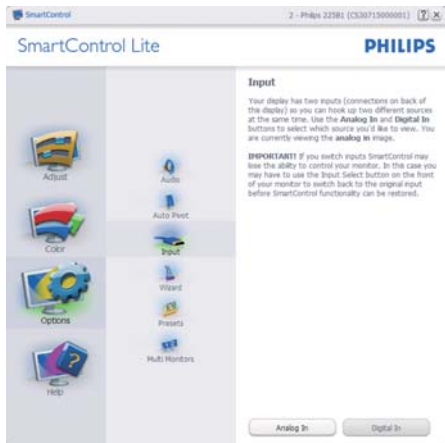 SmartControl
2 - Philips 225B1 (CS30715000001)
SmartControl Lite
PHILIPS
Adjust
Color
Options
Help
Audio
Auto Pivot
Input
Wizard
Presets
Multi Monitors
Input
Your display has two inputs (connections on back of
this display) so you can hook up two different sources
at the same time. Use the Analog In and Digital In
buttons to select which source you'd like to view. You
are currently viewing the analog in image.
IMPORTANT! If you switch inputs SmartControl may
lose the ability to control your monitor. In this case you
may have to use the Input Select button on the front
of your monitor to switch back to the original input
before SmartControl functionality can be restored.
Analog In
Digital In